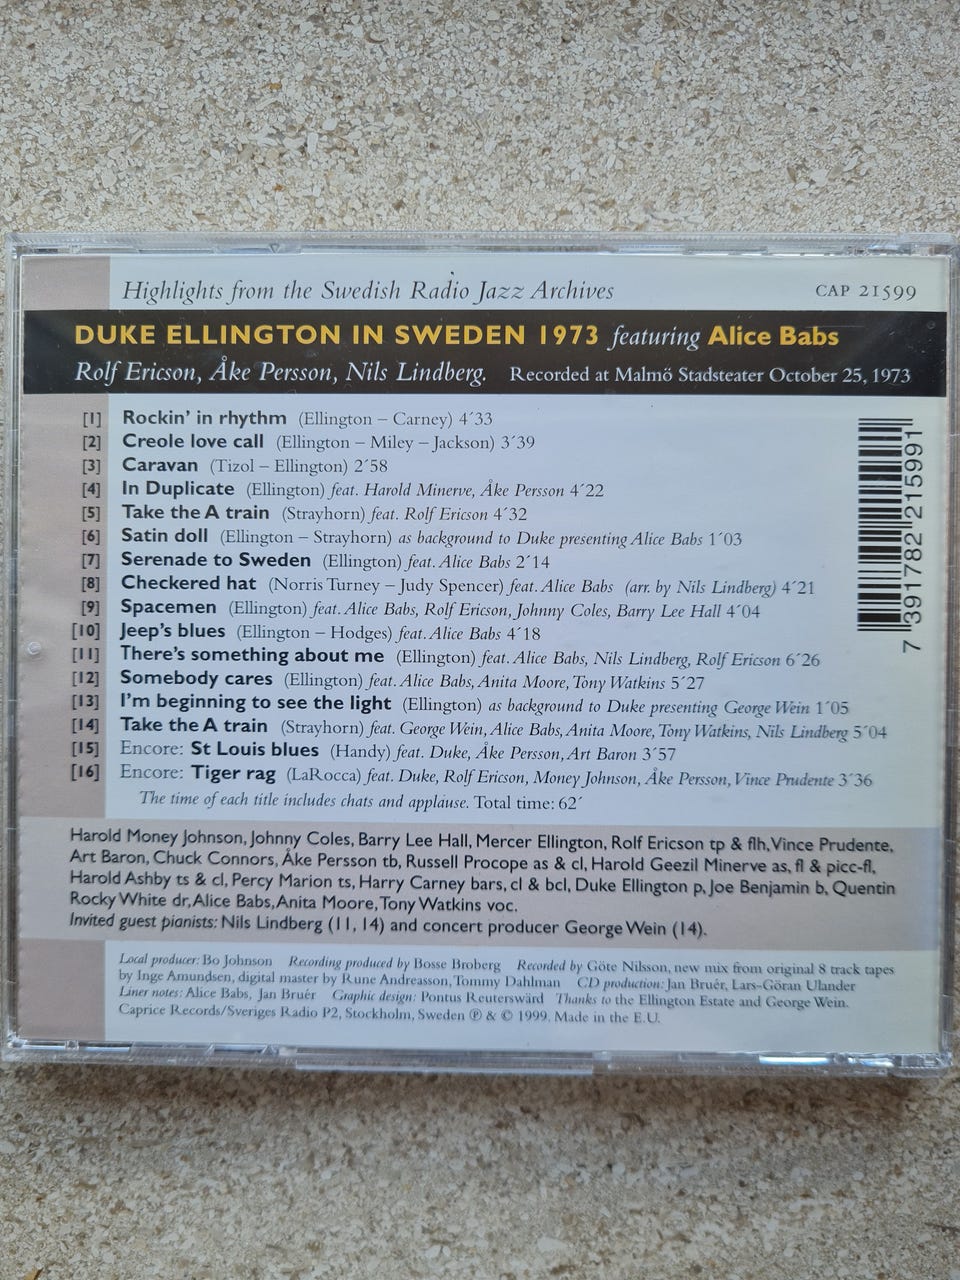 Highlights from the Swedish Radio Jazz Archives CAP 21599
DUKE ELLINGTON IN SWEDEN 1973 featuring Alice Babs
Rolf Ericson, Åke Persson, Nils Lindberg. Recorded at Malmö Stadsteater October 25, 1973
[1] Rockin' in rhythm (Ellington – Carney) 4´33
[2] Creole love call (Ellington – Miley – Jackson) 3´39
[3] Caravan (Tizol – Ellington) 2´58
[4] In Duplicate (Ellington) feat. Harold Minerve, Åke Persson 4´22
[5] Take the A train (Strayhorn) feat. Rolf Ericson 4´32
[6] Satin doll (Ellington – Strayhorn) as background to Duke presenting Alice Babs 1´03
[7] Serenade to Sweden (Ellington) feat. Alice Babs 2´14
[8] Checkered hat (Norris Turney – Judy Spencer) feat. Alice Babs (arr. by Nils Lindberg) 4´21
[9] Spacemen (Ellington) feat. Alice Babs, Rolf Ericson, Johnny Coles, Barry Lee Hall 4´04
[10] Jeep's blues (Ellington – Hodges) feat. Alice Babs 4´18
[11] There's something about me (Ellington) feat. Alice Babs, Nils Lindberg, Rolf Ericson 6´26
[12] Somebody cares (Ellington) feat. Alice Babs, Anita Moore, Tony Watkins 5´27
[13] I'm beginning to see the light (Ellington) as background to Duke presenting George Wein 1´05
[14] Take the A train (Strayhorn) feat. George Wein, Alice Babs, Anita Moore, Tony Watkins, Nils Lindberg 5´04
[15] Encore: St Louis blues (Handy) feat. Duke, Åke Persson, Art Baron 3´57
[16] Encore: Tiger rag (LaRocca) feat. Duke, Rolf Ericson, Money Johnson, Åke Persson, Vince Prudente 3´36
The time of each title includes chats and applause. Total time: 62´
7 391782 215991
Harold Money Johnson, Johnny Coles, Barry Lee Hall, Mercer Ellington, Rolf Ericson tp & flh, Vince Prudente,
Art Baron, Chuck Connors, Åke Persson tb, Russell Procope as & cl, Harold Geezil Minerve as, fl & picc-fl,
Harold Ashby ts & cl, Percy Marion ts, Harry Carney bars, cl & bcl, Duke Ellington p, Joe Benjamin b, Quentin
Rocky White dr, Alice Babs, Anita Moore, Tony Watkins voc.
Invited guest pianists: Nils Lindberg (11, 14) and concert producer George Wein (14).
Local producer: Bo Johnson Recording produced by Bosse Broberg Recorded by Göte Nilsson, new mix from original 8 track tapes
by Inge Amundsen, digital master by Rune Andreasson, Tommy Dahlman CD production: Jan Bruér, Lars-Göran Ulander
Liner notes: Alice Babs, Jan Bruér Graphic design: Pontus Reuterswärd Thanks to the Ellington Estate and George Wein.
Caprice Records/Sveriges Radio P2, Stockholm, Sweden ℗ & © 1999. Made in the E.U.